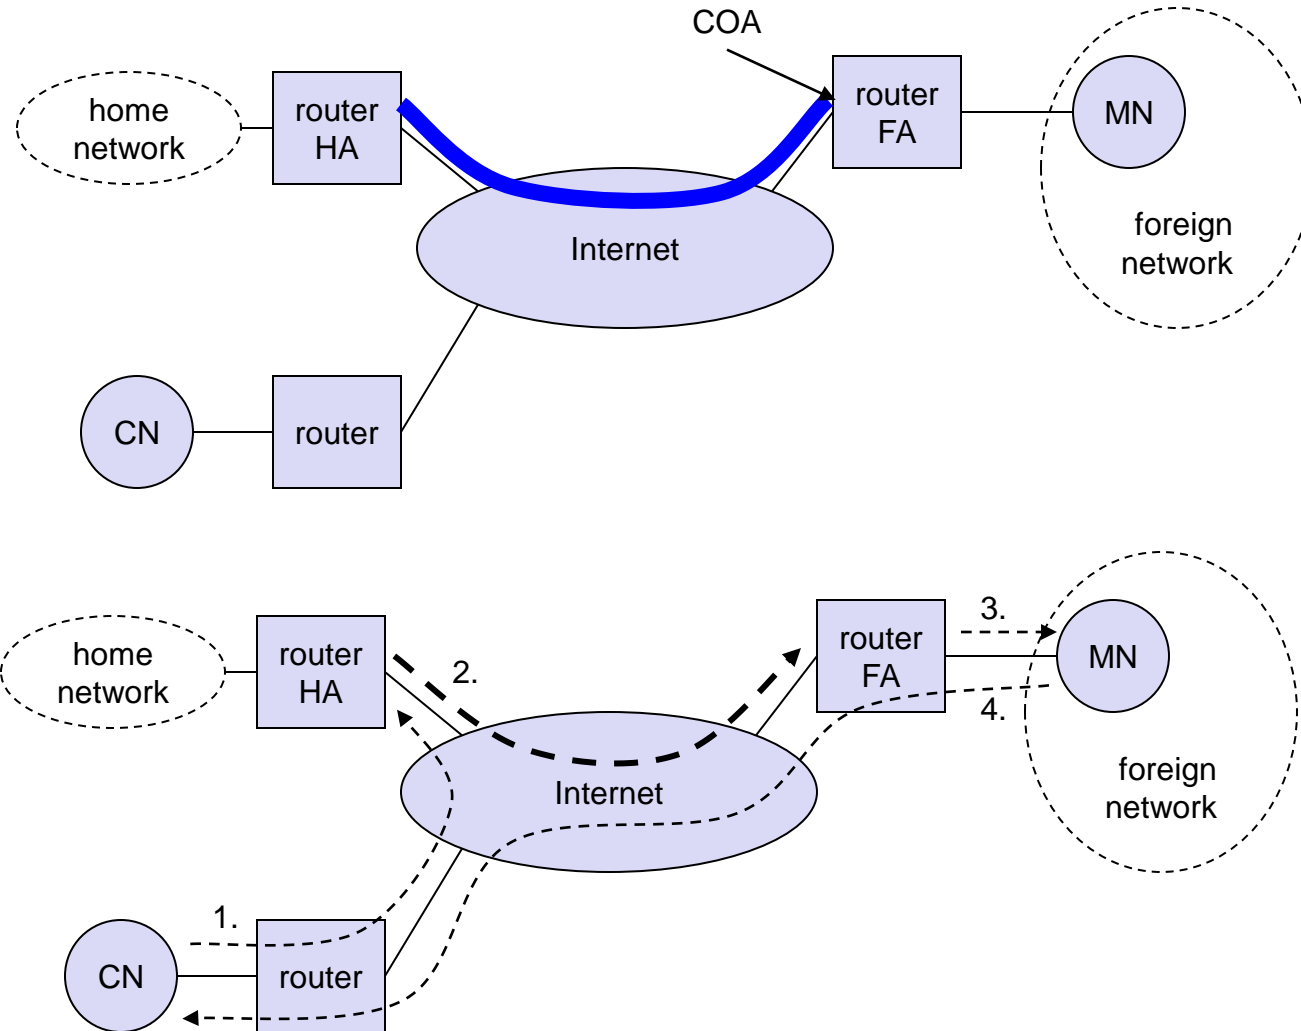 COA
home
network
router
HA
router
FA
MN
Internet
foreign
network
CN
router
home
network
router
HA
2.
router
FA
3.
MN
4.
Internet
foreign
network
1.
CN
router